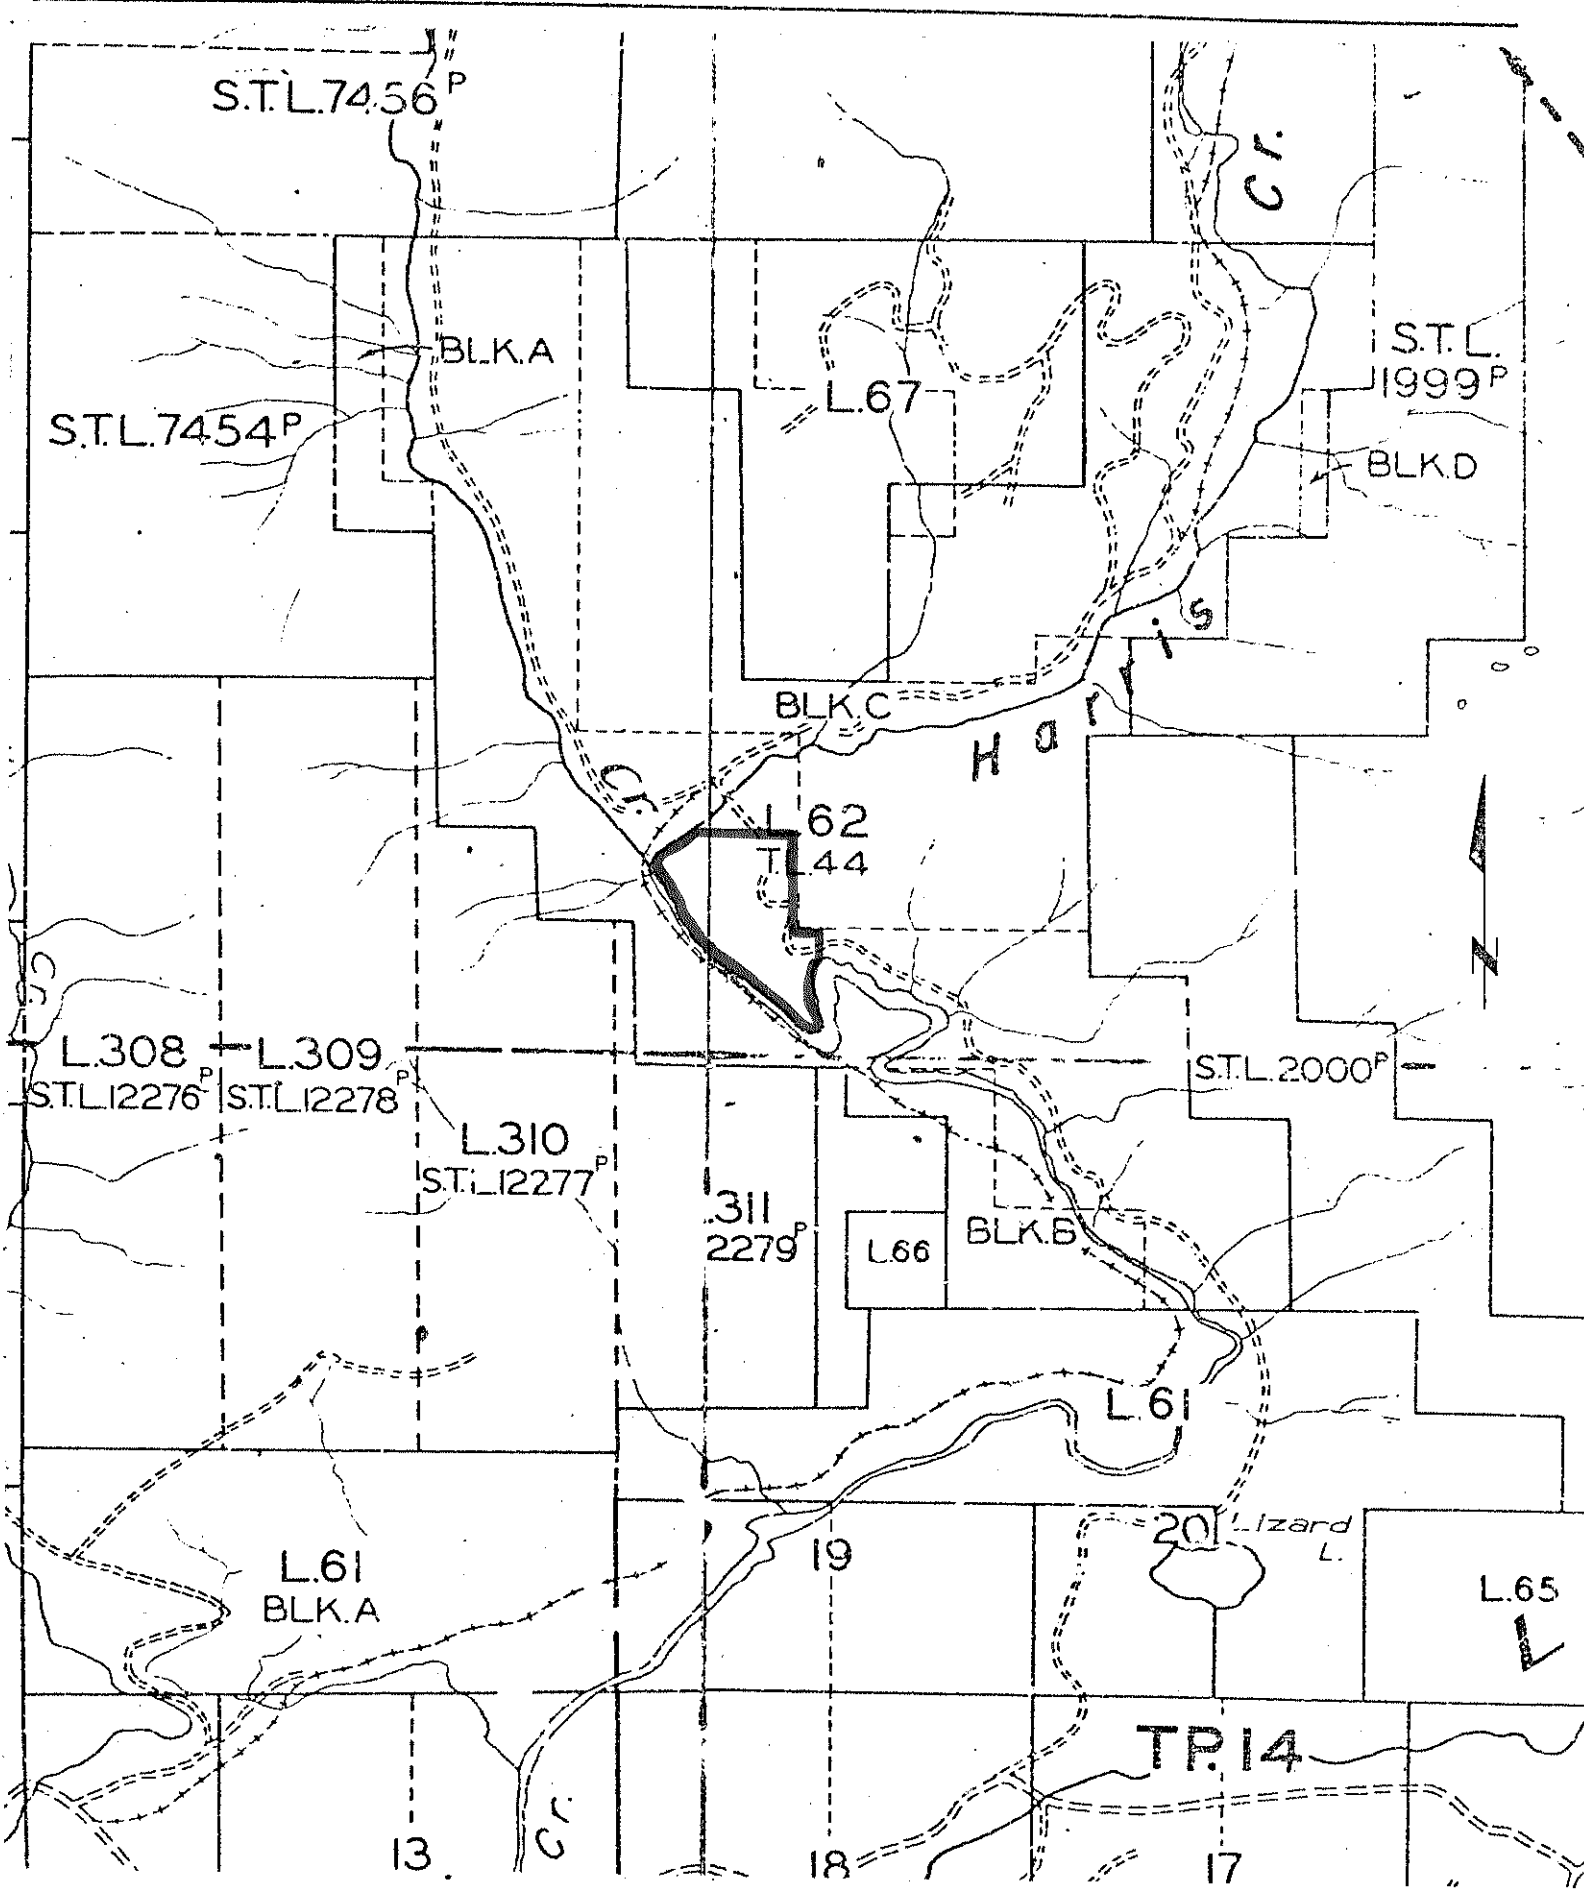 S.T.L.7456P
Cr.
BLK.A
S.T.L.
1999P
L.67
S.T.L.7454P
BLK.D
BLK.C
Harris
Cr.
L.62
T.L.44
N
Cr.
L.308
S.T.L.12276P
L.309
S.T.L.12278P
S.T.L.2000P
L.310
S.T.L.12277P
.311
2279P
L.66
BLK.B
L.61
20
Lizard
L.
19
L.61
BLK.A
L.65
TP.14
Cr.
13
18
17